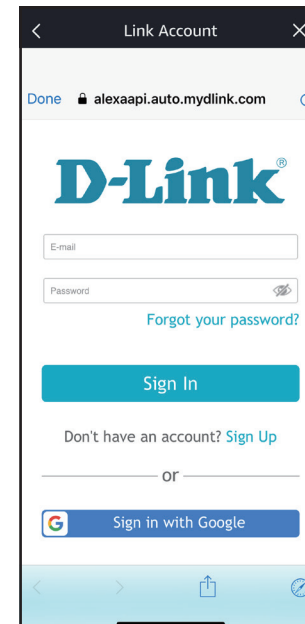 Link Account
Done alexaapi.auto.mydlink.com
D-Link®
E-mail
Password
Forgot your password?
Sign In
Don't have an account? Sign Up
or
G Sign in with Google